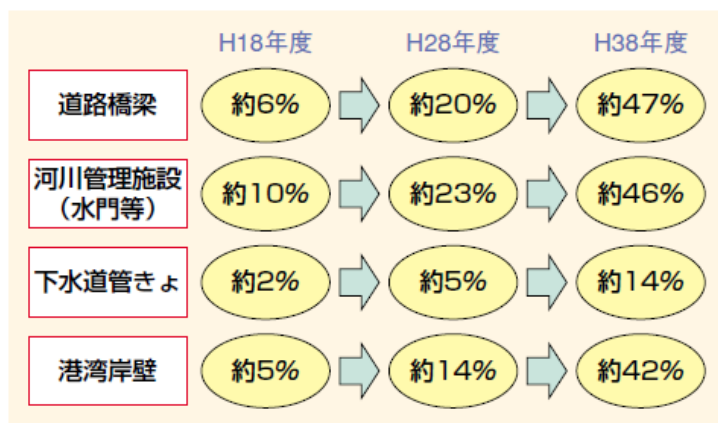 H18年度 H28年度 H38年度
道路橋梁 約6% 約20% 約47%
河川管理施設
（水門等） 約10% 約23% 約46%
下水道管きょ 約2% 約5% 約14%
港湾岸壁 約5% 約14% 約42%